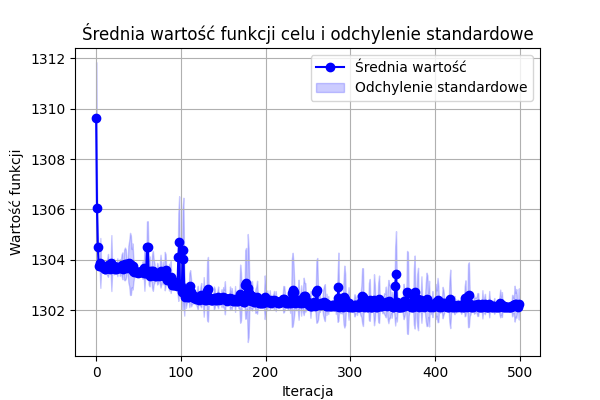 Średnia wartość funkcji celu i odchylenie standardowe
1312
1310
1308
1306
1304
1302
Wartość funkcji
Średnia wartość
Odchylenie standardowe
0 100 200 300 400 500
Iteracja